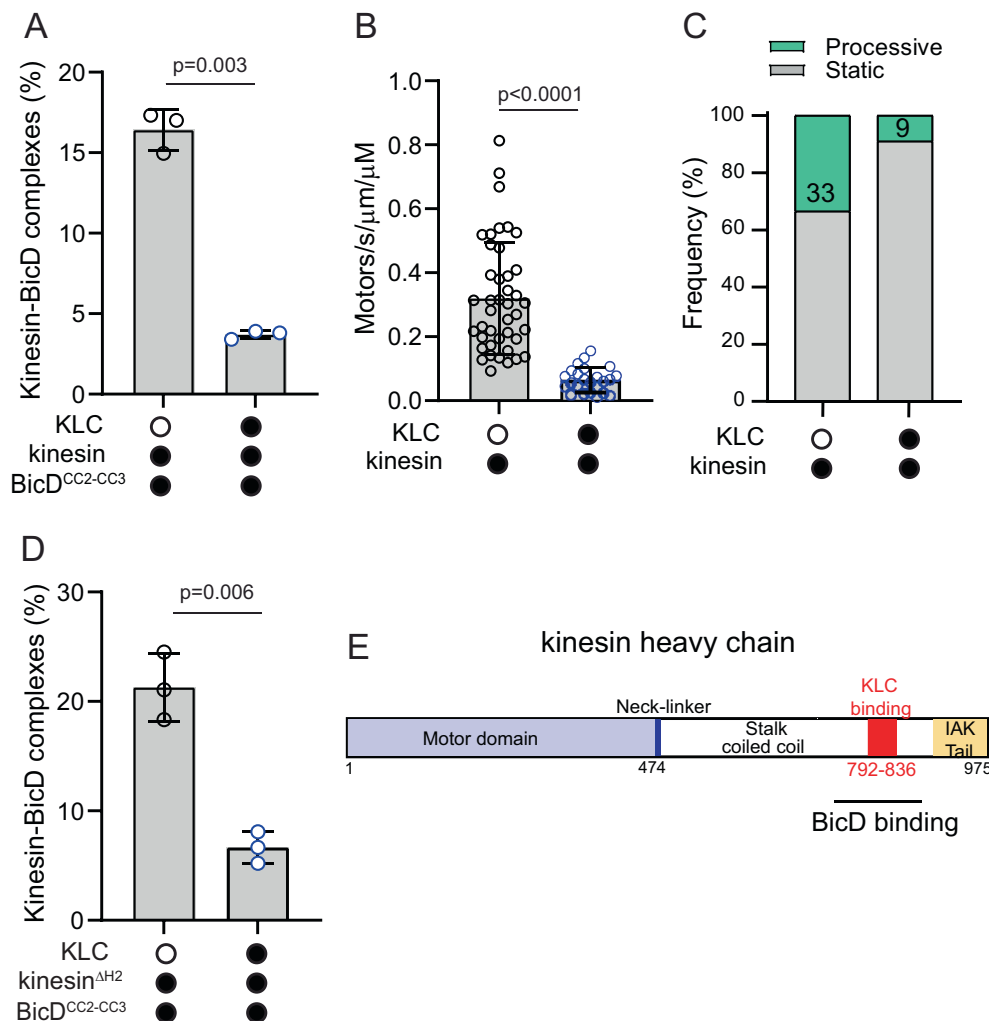 A
Kinesin-BicD complexes (%)
20
15
10
5
0
p=0.003
KLC
kinesin
BicD^CC2-CC3
B
Motors/s/μm/μM
1.0
0.8
0.6
0.4
0.2
0.0
p<0.0001
KLC
kinesin
C
Processive
Static
Frequency (%)
100
80
60
40
20
0
33
9
KLC
kinesin
D
Kinesin-BicD complexes (%)
30
20
10
0
p=0.006
KLC
kinesin^ΔH2
BicD^CC2-CC3
E
kinesin heavy chain
KLC
binding
Neck-linker
Motor domain
Stalk
coiled coil
IAK
Tail
1
474
792-836
975
BicD binding